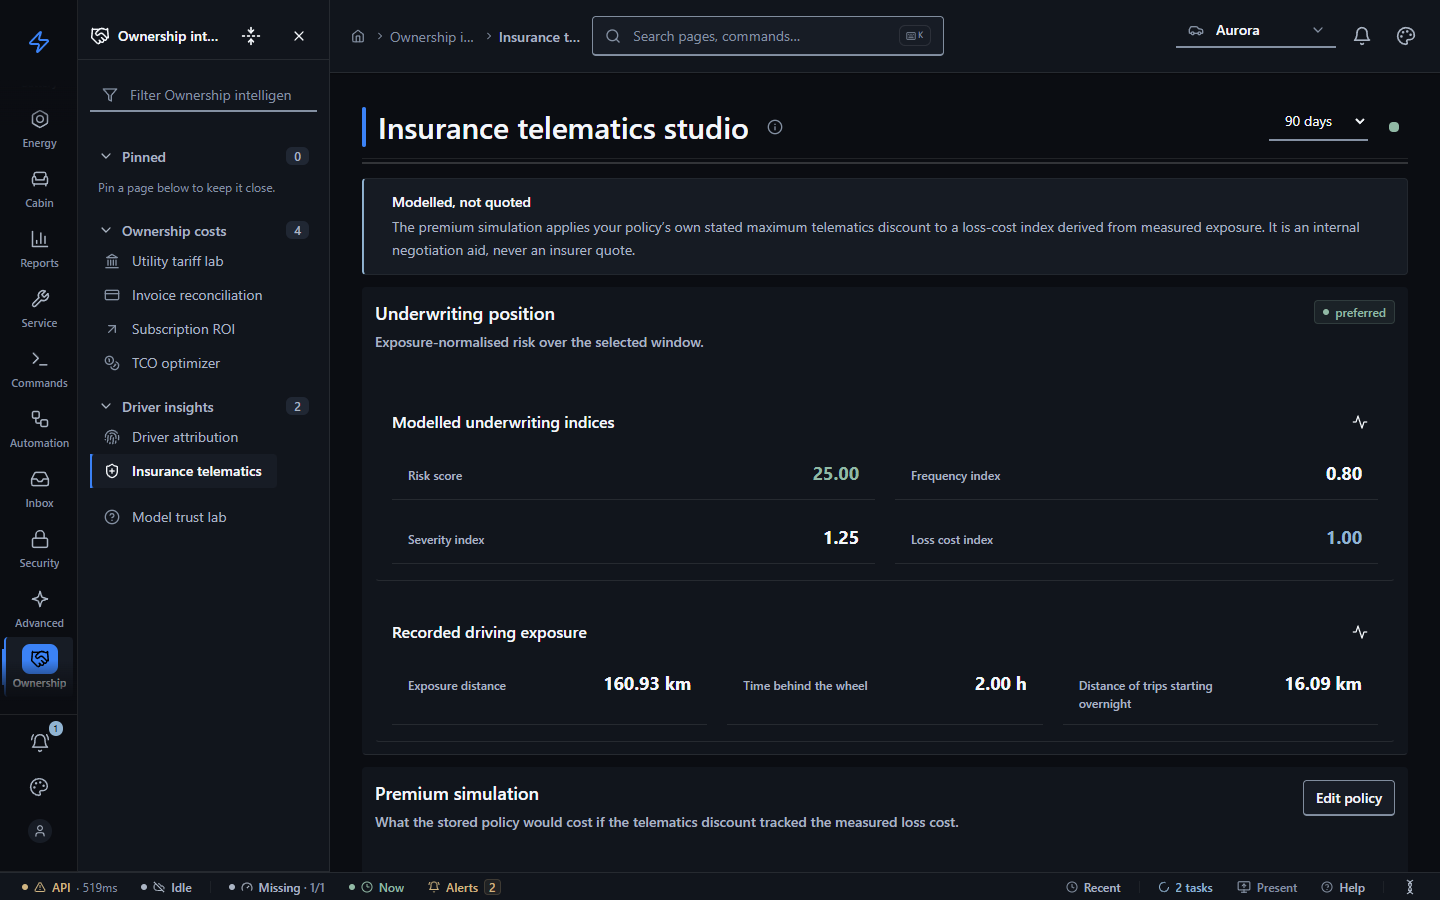 Ownership int...
Ownership i...
Insurance t...
Search pages, commands...
K
Aurora
Filter Ownership intelligen
Energy
Cabin
Reports
Service
Commands
Automation
Inbox
Security
Advanced
Ownership
1
Pinned
0
Pin a page below to keep it close.
Ownership costs
4
Utility tariff lab
Invoice reconciliation
Subscription ROI
TCO optimizer
Driver insights
2
Driver attribution
Insurance telematics
Model trust lab
Insurance telematics studio
90 days
Modelled, not quoted
The premium simulation applies your policy's own stated maximum telematics discount to a loss-cost index derived from measured exposure. It is an internal
negotiation aid, never an insurer quote.
Underwriting position
preferred
Exposure-normalised risk over the selected window.
Modelled underwriting indices
Risk score
25.00
Frequency index
0.80
Severity index
1.25
Loss cost index
1.00
Recorded driving exposure
Exposure distance
160.93 km
Time behind the wheel
2.00 h
Distance of trips starting
overnight
16.09 km
Premium simulation
Edit policy
What the stored policy would cost if the telematics discount tracked the measured loss cost.
API · 519ms
Idle
Missing · 1/1
Now
Alerts 2
Recent
2 tasks
Present
Help